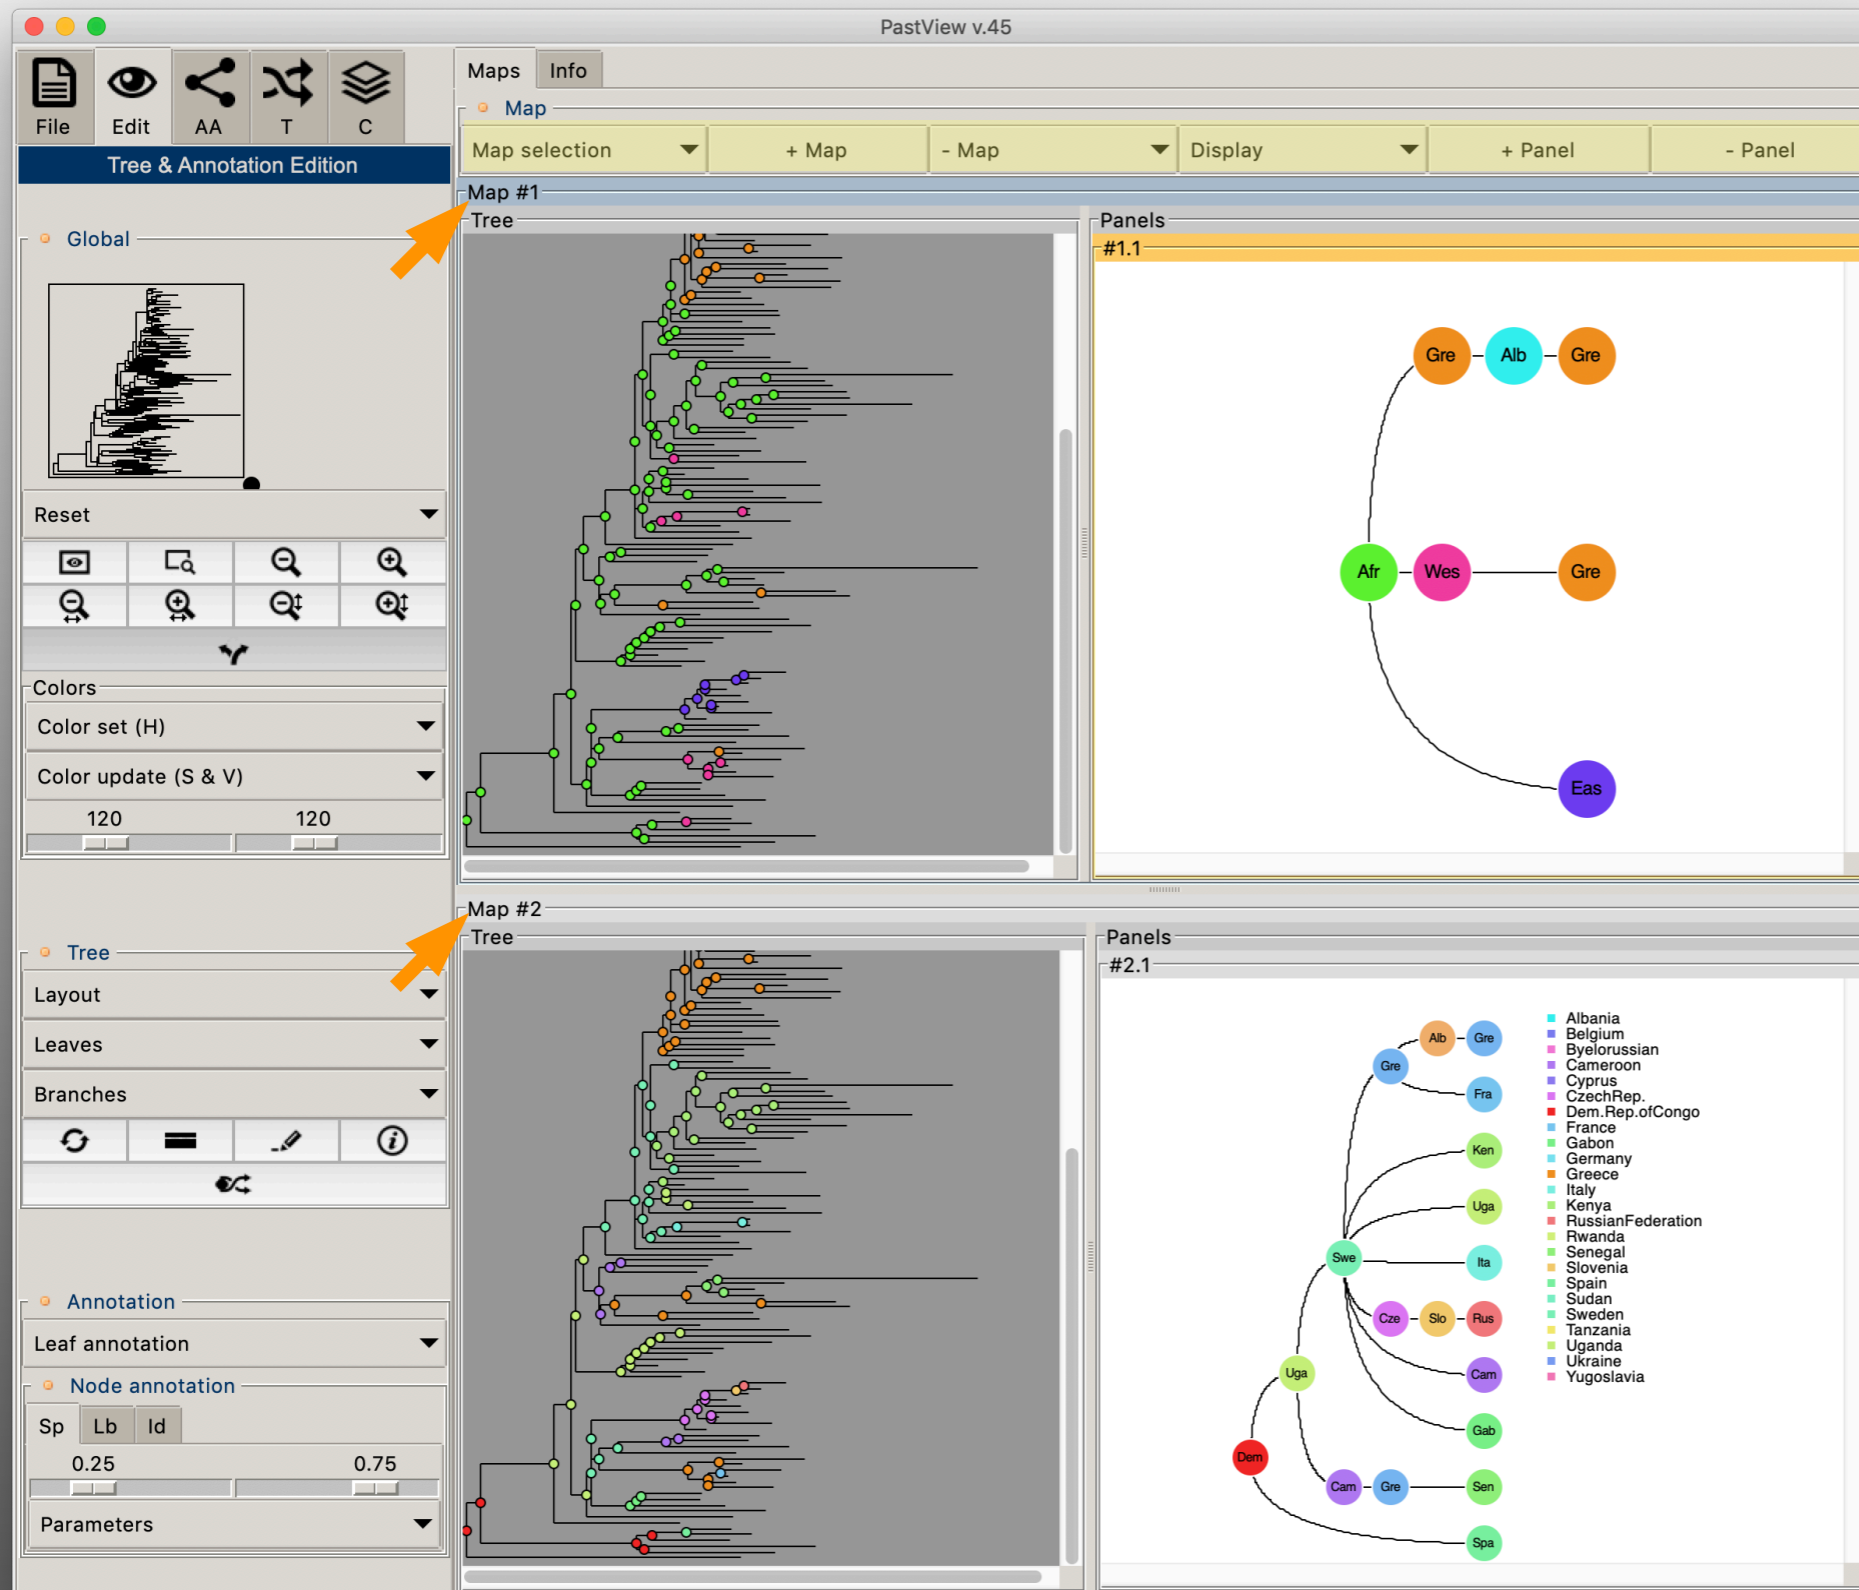 PastView v.45
File
Edit
AA
T
C
Tree & Annotation Edition
Global
Reset
Colors
Color set (H)
Color update (S & V)
120
120
Tree
Layout
Leaves
Branches
Annotation
Leaf annotation
Node annotation
Sp
Lb
Id
0.25
0.75
Parameters
Maps
Info
Map
Map selection
+ Map
- Map
Display
+ Panel
- Panel
Map #1
Tree
Panels
#1.1
Gre
Alb
Gre
Afr
Wes
Gre
Eas
Map #2
Tree
Panels
#2.1
Alb
Gre
Gre
Fra
Ken
Uga
Swe
Ita
Cze
Slo
Rus
Uga
Cam
Gab
Dem
Cam
Gre
Sen
Spa
Albania
Belgium
Byelorussian
Cameroon
Cyprus
CzechRep.
Dem.Rep.ofCongo
France
Gabon
Germany
Greece
Italy
Kenya
RussianFederation
Rwanda
Senegal
Slovenia
Spain
Sudan
Sweden
Tanzania
Uganda
Ukraine
Yugoslavia